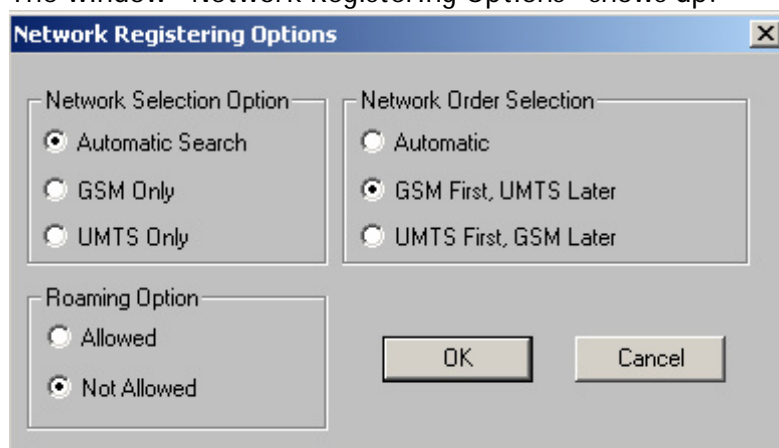 The window "Network Registering Options" shows up.
Network Registering Options
Network Selection Option
Automatic Search
GSM Only
UMTS Only
Network Order Selection
Automatic
GSM First, UMTS Later
UMTS First, GSM Later
Roaming Option
Allowed
Not Allowed
OK
Cancel